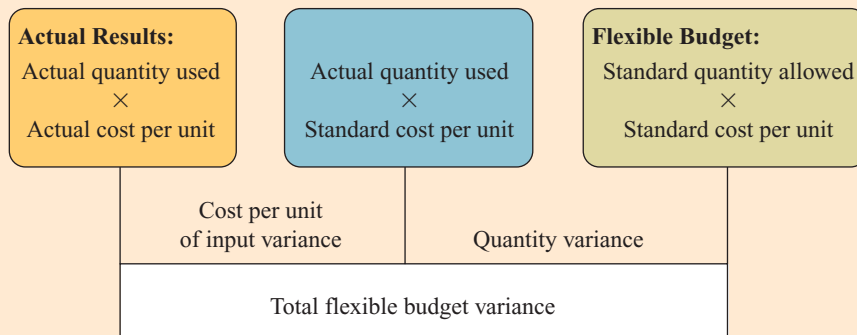 Actual Results:
Actual quantity used
×
Actual cost per unit
Actual quantity used
×
Standard cost per unit
Flexible Budget:
Standard quantity allowed
×
Standard cost per unit
Cost per unit
of input variance
Quantity variance
Total flexible budget variance